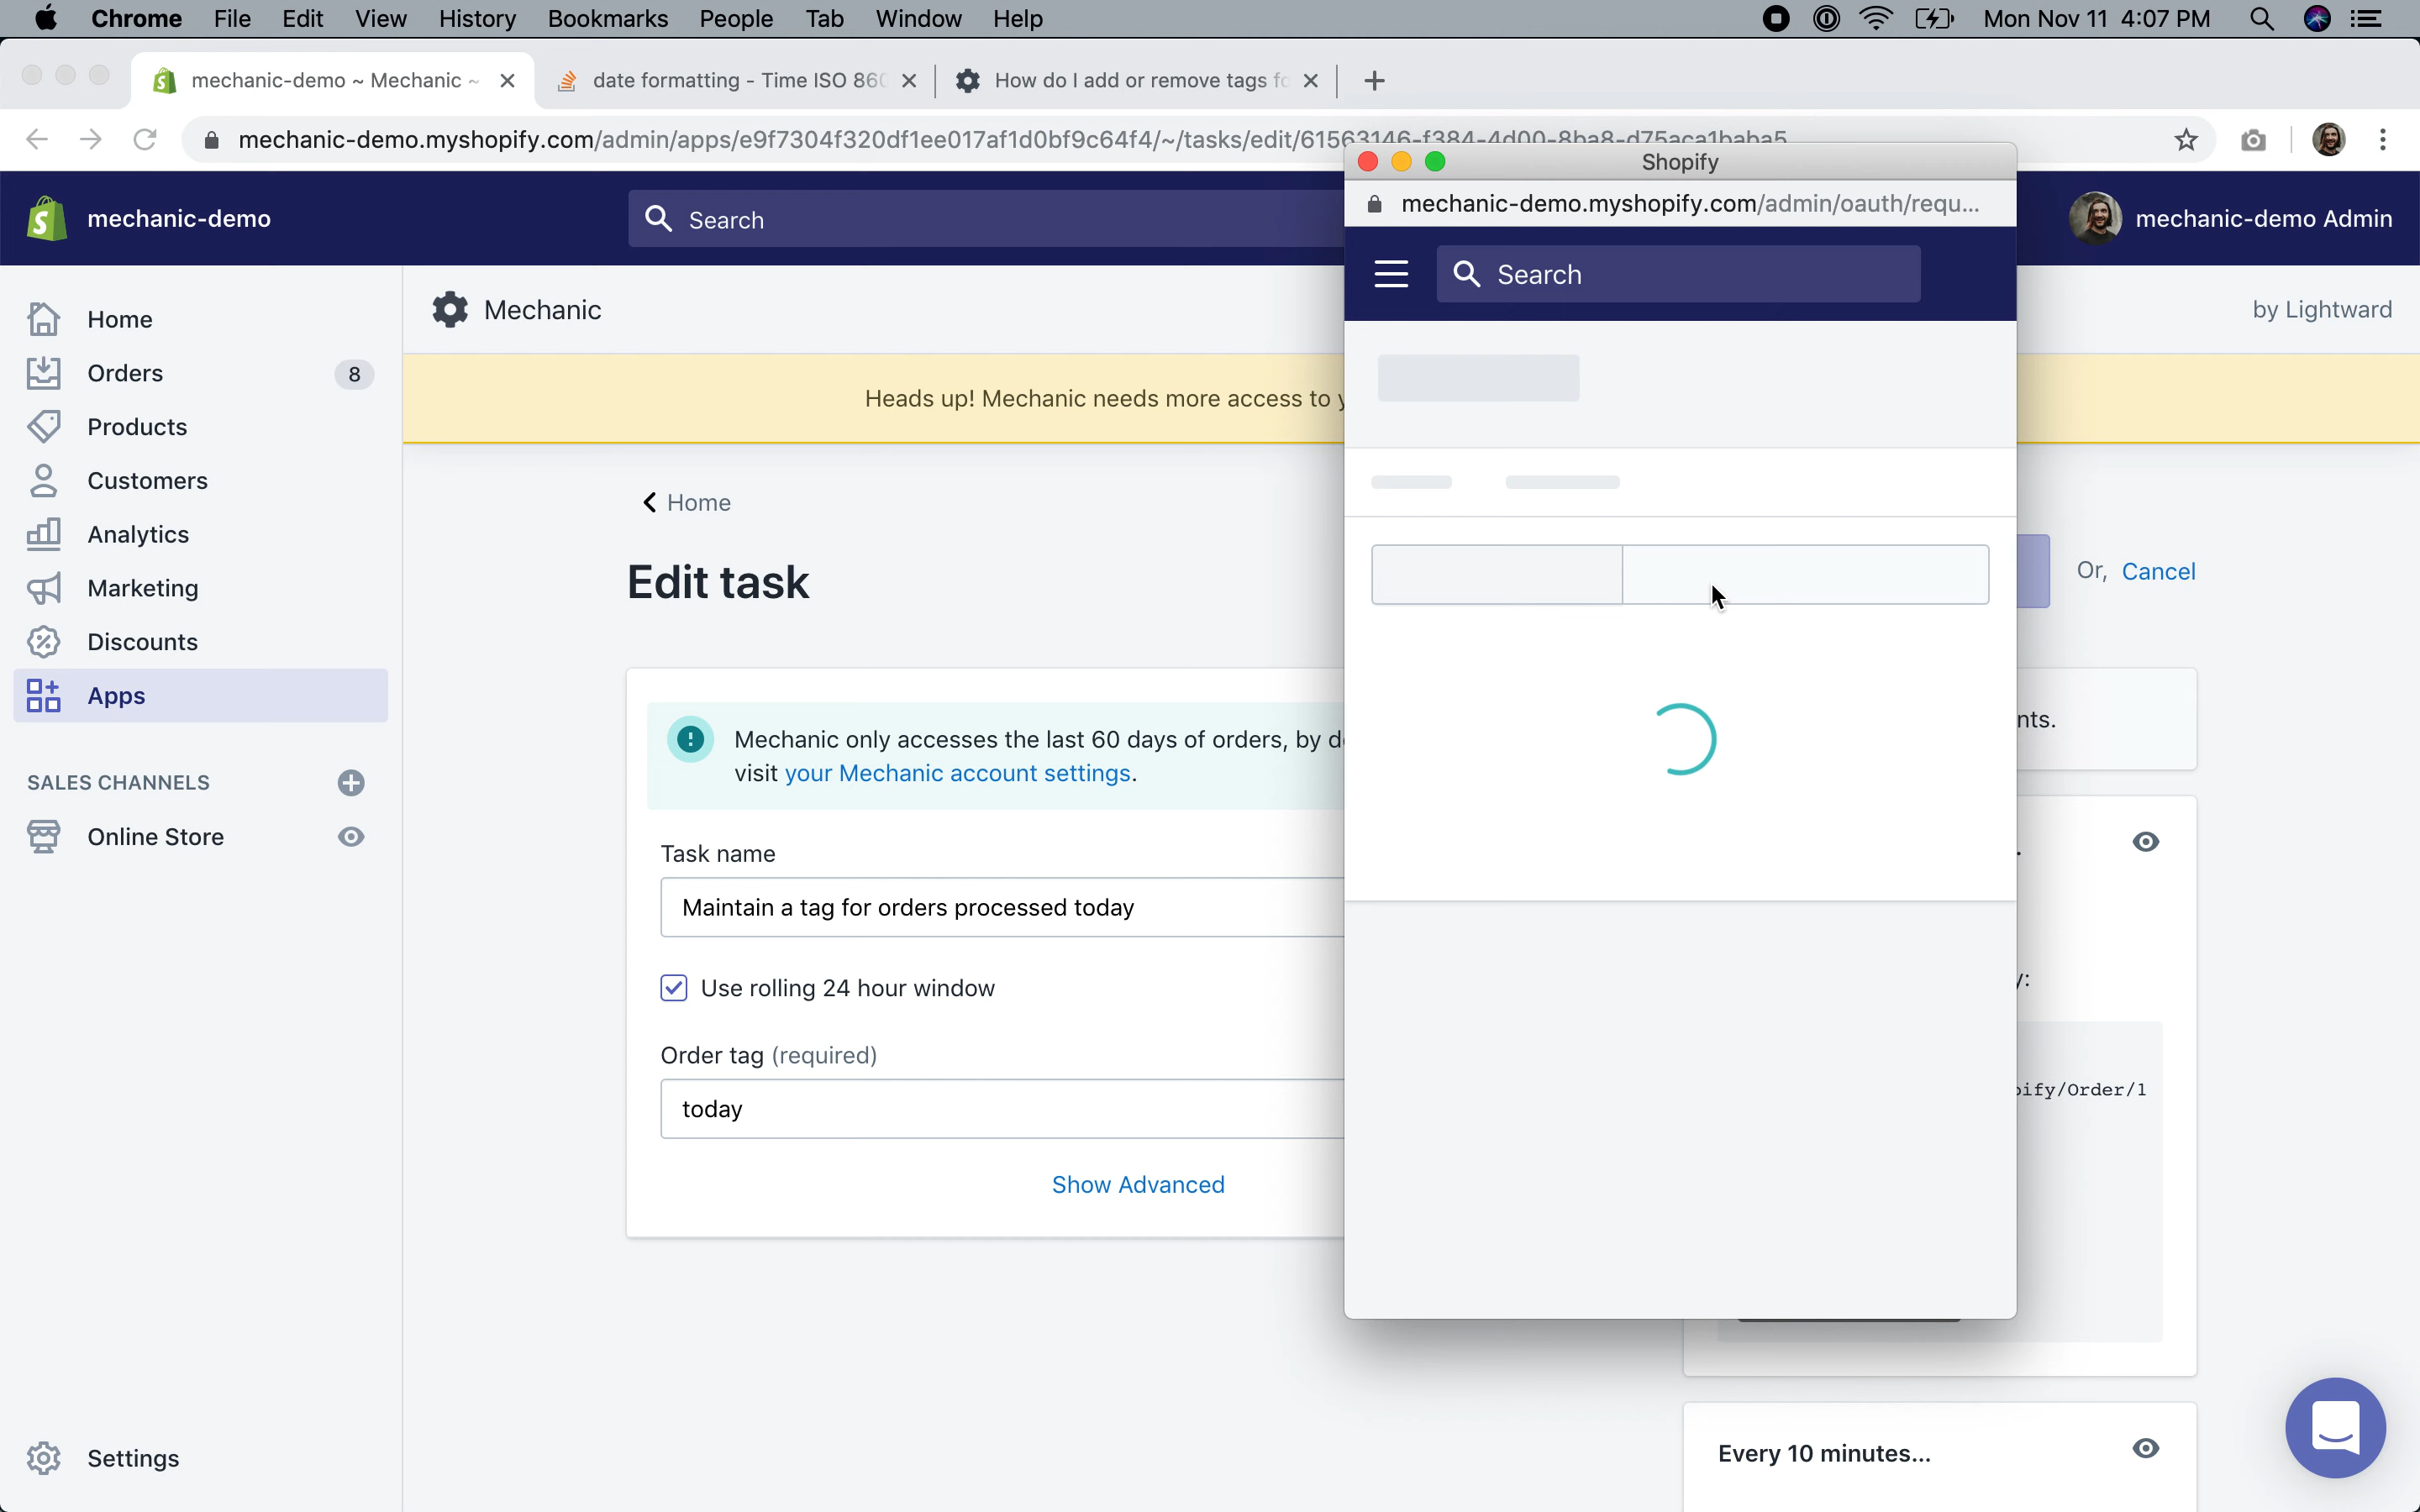 Chrome File Edit View History Bookmarks People Tab Window Help Mon Nov 11 4:07 PM
mechanic-demo ~ Mechanic ~ date formatting - Time ISO 860 How do I add or remove tags fo
mechanic-demo.myshopify.com/admin/apps/e9f7304f320df1ee017af1d0bf9c64f4/~/tasks/edit/61563146-f384-4d00-8ba8-d75aca1baba5
Shopify
mechanic-demo.myshopify.com/admin/oauth/requ...
mechanic-demo
Search
mechanic-demo Admin
Search
Mechanic
by Lightward
Heads up! Mechanic needs more access to y
Home
Orders 8
Products
Customers
Analytics
Marketing
Discounts
Apps
SALES CHANNELS
Online Store
Settings
Home
Edit task
Or, Cancel
Mechanic only accesses the last 60 days of orders, by de
visit your Mechanic account settings.
nts.
Task name
Maintain a tag for orders processed today
Use rolling 24 hour window
y:
Order tag (required)
today
pify/Order/1
Show Advanced
Every 10 minutes...